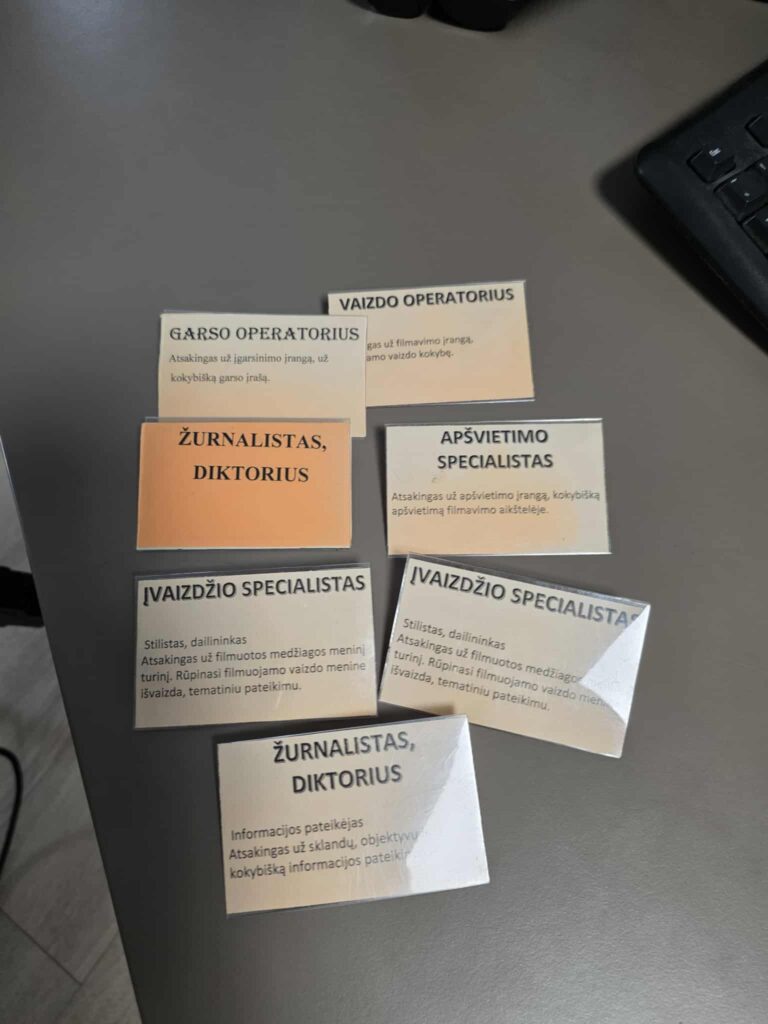 VAIZDO OPERATORIUS
gas už filmavimo įrangą,
amo vaizdo kokybę.
GARSO OPERATORIUS
Atsakingas už įgarsinimo įrangą, už
kokybišką garso įrašą.
ŽURNALISTAS,
DIKTORIUS
APŠVIETIMO
SPECIALISTAS
Atsakingas už apšvietimo įrangą, kokybišką
apšvietimą filmavimo aikštelėje.
ĮVAIZDŽIO SPECIALISTAS
Stilistas, dailininkas
Atsakingas už filmuotos medžiagos meninį
turinį. Rūpinasi filmuojamo vaizdo menine
išvaizda, tematiniu pateikimu.
ĮVAIZDŽIO SPECIALISTAS
Stilistas, dailininkas
Atsakingas už filmuotos medžiagos
turinį. Rūpinasi filmuojamo vaizdo menine
išvaizda, tematiniu pateikimu.
ŽURNALISTAS,
DIKTORIUS
Informacijos pateikėjas
Atsakingas už sklandų, objektyvų
kokybišką informacijos